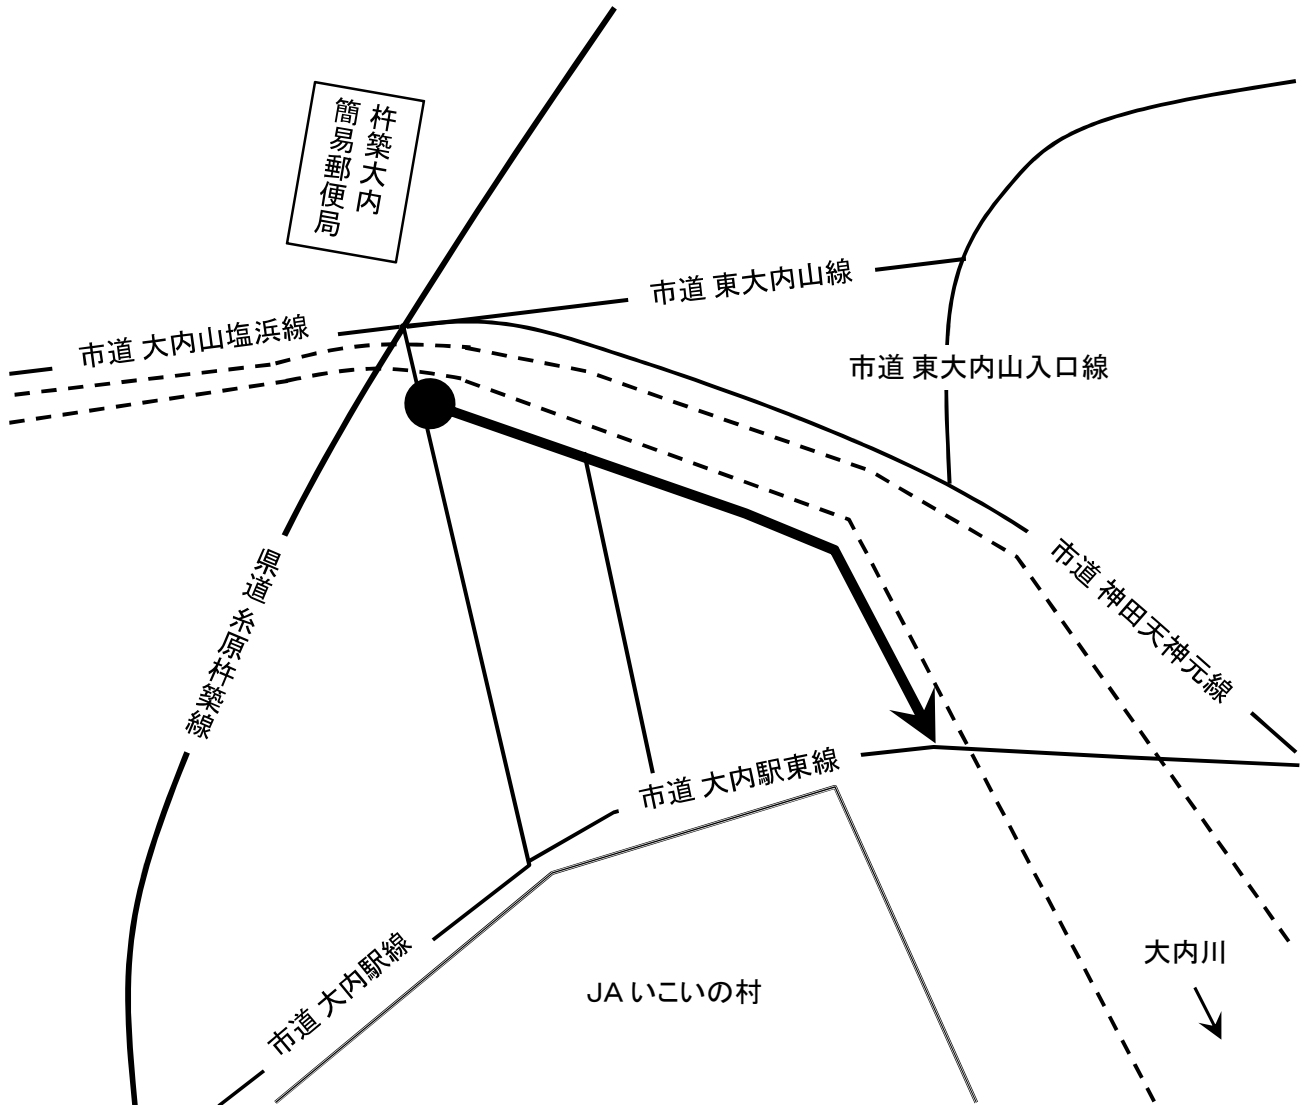 杵築大内
簡易郵便局
市道 東大内山線
市道 大内山塩浜線
市道 東大内山入口線
市道 神田天神元線
県道 糸原杵築線
市道 大内駅東線
市道 大内駅線
大内川
JAいこいの村